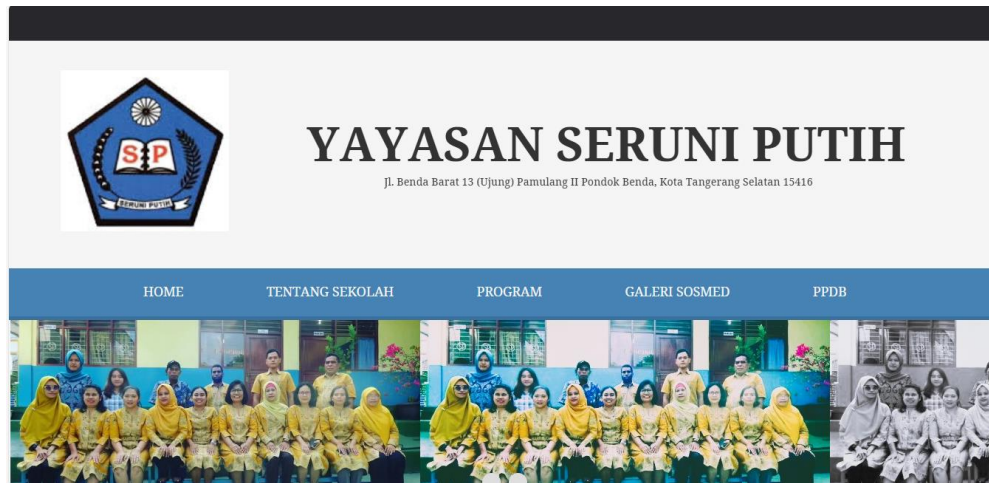 S P
SERUNI PUTIH
YAYASAN SERUNI PUTIH
Jl. Benda Barat 13 (Ujung) Pamulang II Pondok Benda, Kota Tangerang Selatan 15416
HOME TENTANG SEKOLAH PROGRAM GALERI SOSMED PPDB